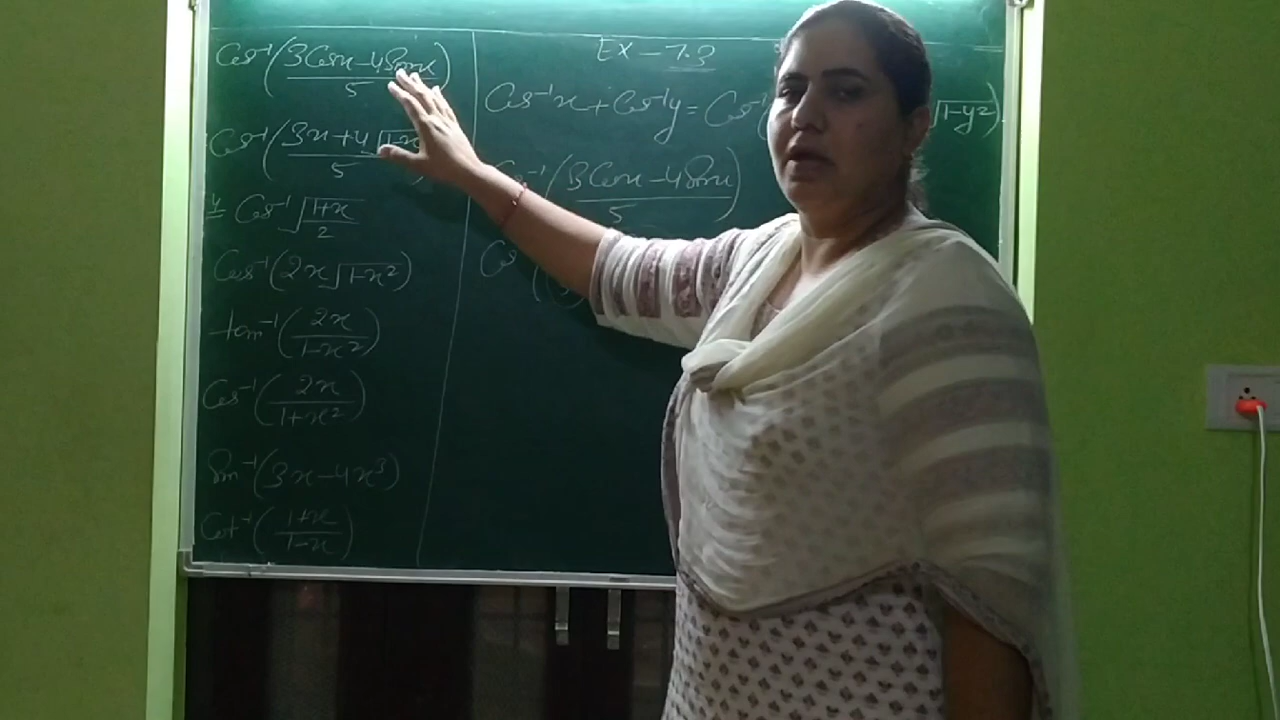 Cos⁻¹(3Cosx-4Sinx/5)
Cos⁻¹(3x+4√1-x/5
Cos⁻¹√1+x/2
Cos⁻¹(2x√1-x²)
tan⁻¹(2x/1-x²)
Cos⁻¹(2x/1+x²)
Sin⁻¹(3x-4x³)
Cot⁻¹(1+x/1-x)
EX-7.3
Cos⁻¹x+Cos⁻¹y=Cos⁻¹( √1-y²)
Cos⁻¹(3Cosx-4Sinx/5)
Cos